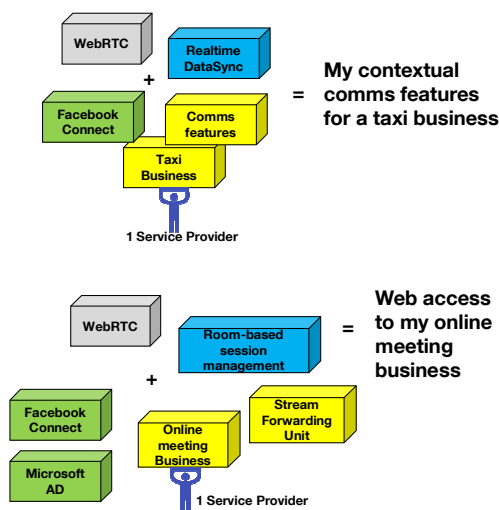 WebRTC
Realtime
DataSync
+
Facebook
Connect
Comms
features
Taxi
Business
1 Service Provider
=
My contextual
comms features
for a taxi business
WebRTC
Room-based
session
management
+
Facebook
Connect
Microsoft
AD
Online
meeting
Business
Stream
Forwarding
Unit
1 Service Provider
=
Web access
to my online
meeting
business